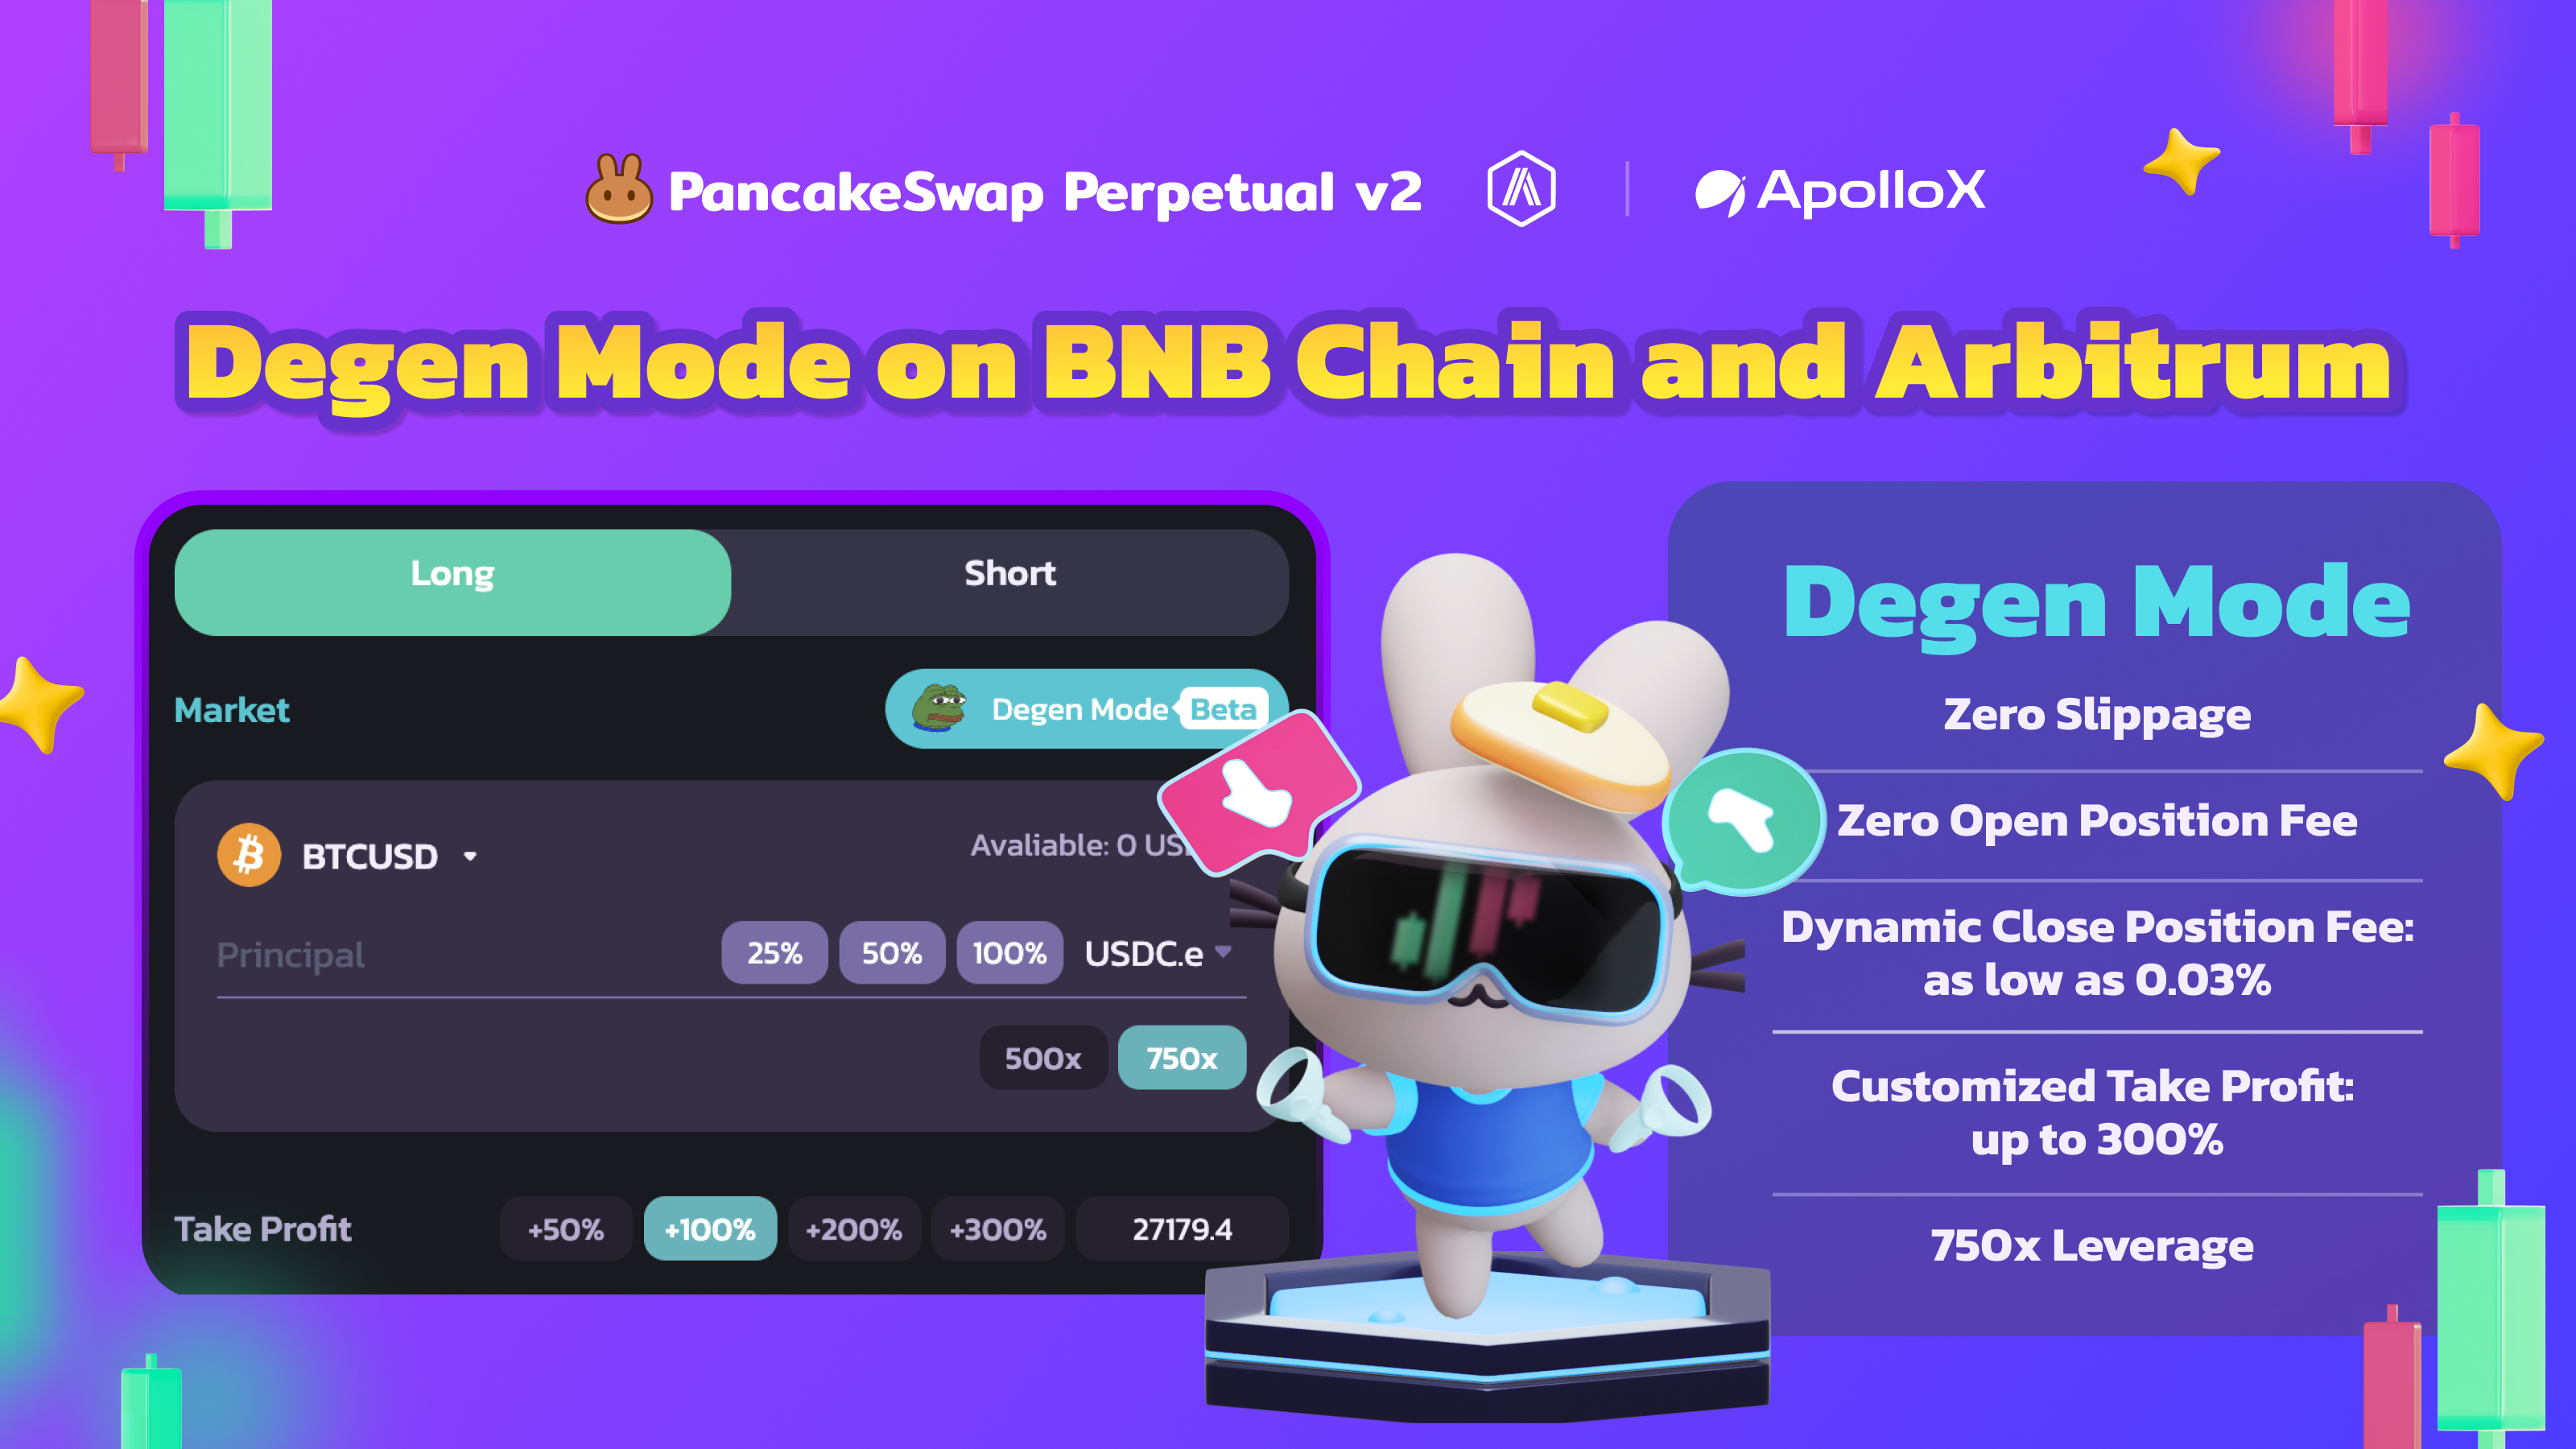 PancakeSwap Perpetual v2
ApolloX
Degen Mode on BNB Chain and Arbitrum
Long
Short
Market
Degen Mode Beta
BTCUSD
Avaliable: 0
Principal
25% 50% 100% USDC.e
500x 750x
Take Profit +50% +100% +200% +300% 27179.4
Degen Mode
Zero Slippage
Zero Open Position Fee
Dynamic Close Position Fee:
as low as 0.03%
Customized Take Profit:
up to 300%
750x Leverage